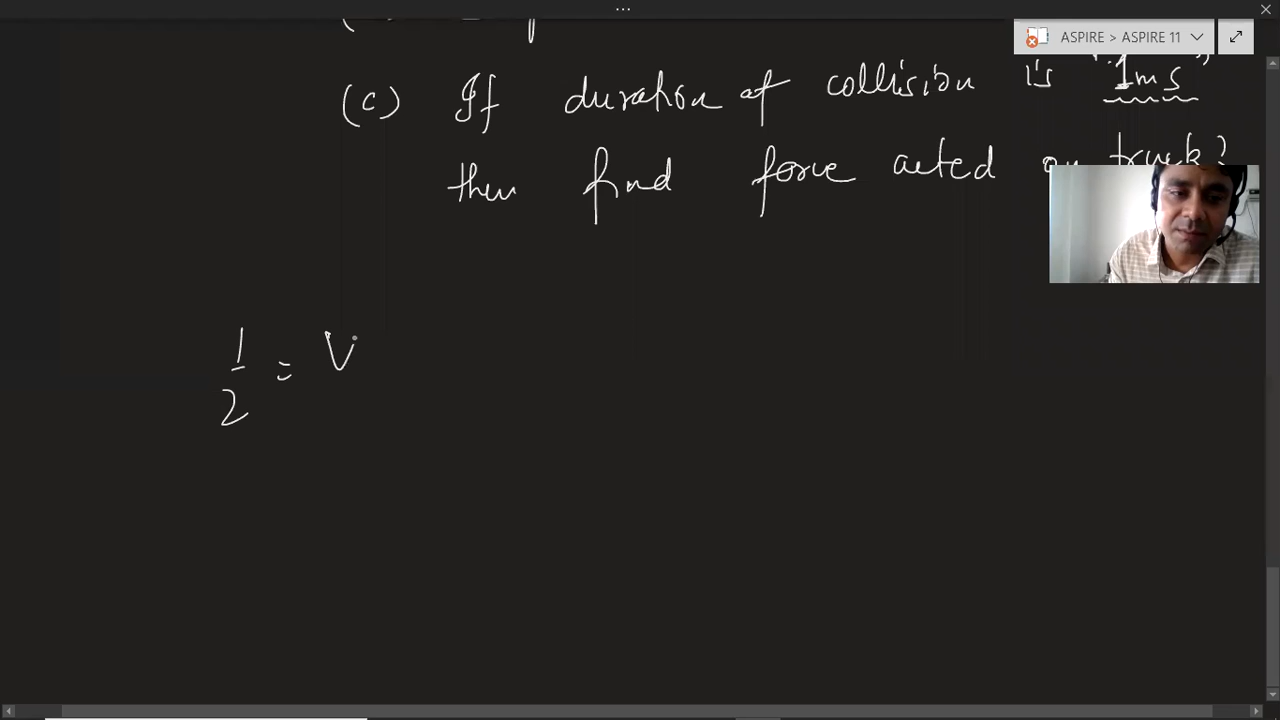 ASPIRE > ASPIRE 11
(c) If duration of collision is "1ms"
then find force acted on truck?
1/2 = V